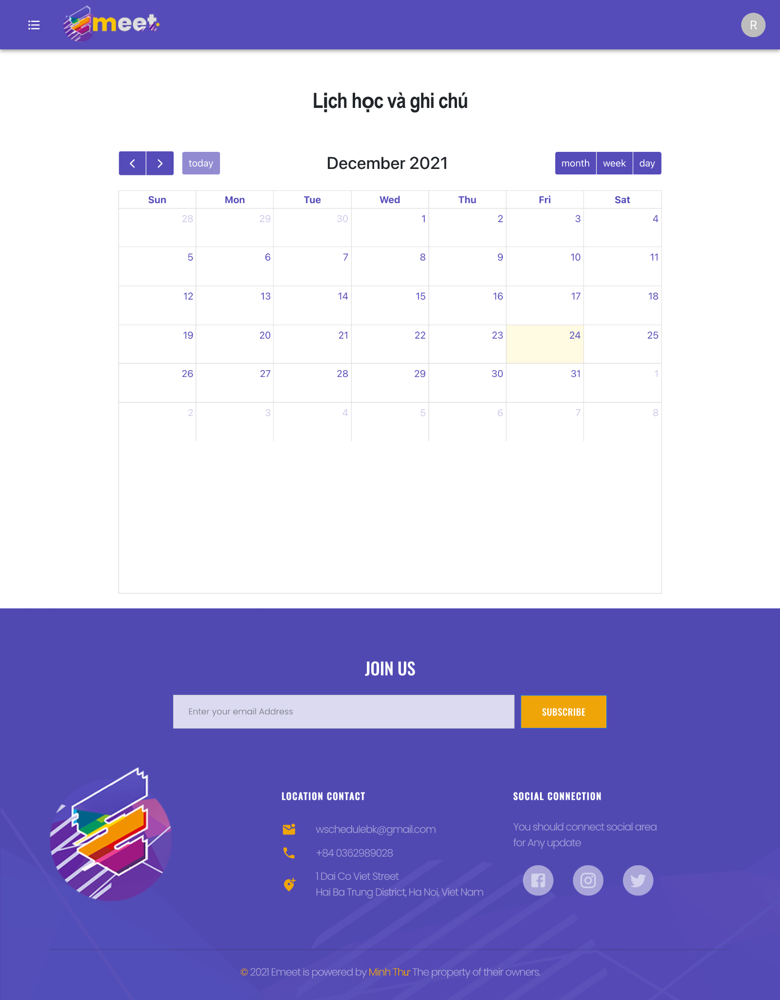 meet
R
Lịch học và ghi chú
today
December 2021
month week day
Sun Mon Tue Wed Thu Fri Sat
28 29 30 1 2 3 4
5 6 7 8 9 10 11
12 13 14 15 16 17 18
19 20 21 22 23 24 25
26 27 28 29 30 31 1
2 3 4 5 6 7 8
JOIN US
Enter your email Address
SUBSCRIBE
LOCATION CONTACT
wschedulebk@gmail.com
+84 0362989028
1 Dai Co Viet Street
Hai Ba Trung District, Ha Noi, Viet Nam
SOCIAL CONNECTION
You should connect social area
for Any update
© 2021 Emeet is powered by Minh Thư The property of their owners.